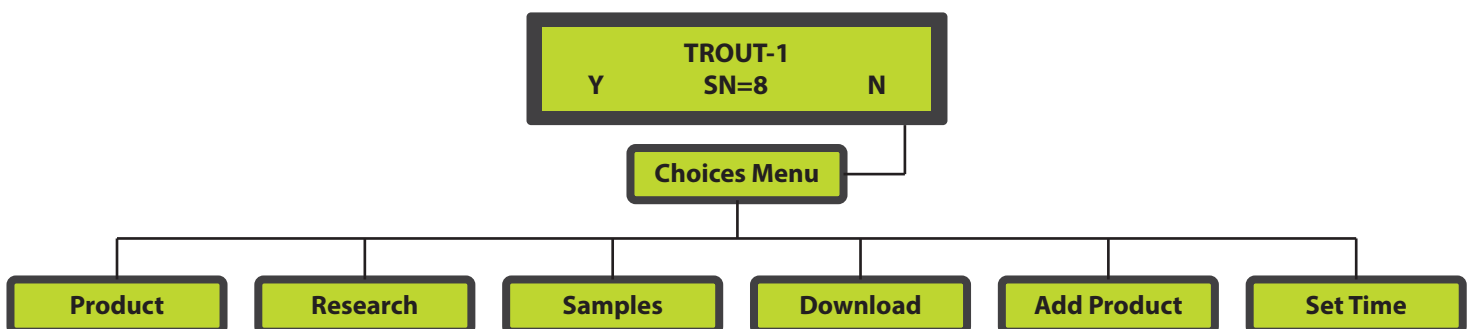 TROUT-1
Y SN=8 N
Choices Menu
Product Research Samples Download Add Product Set Time